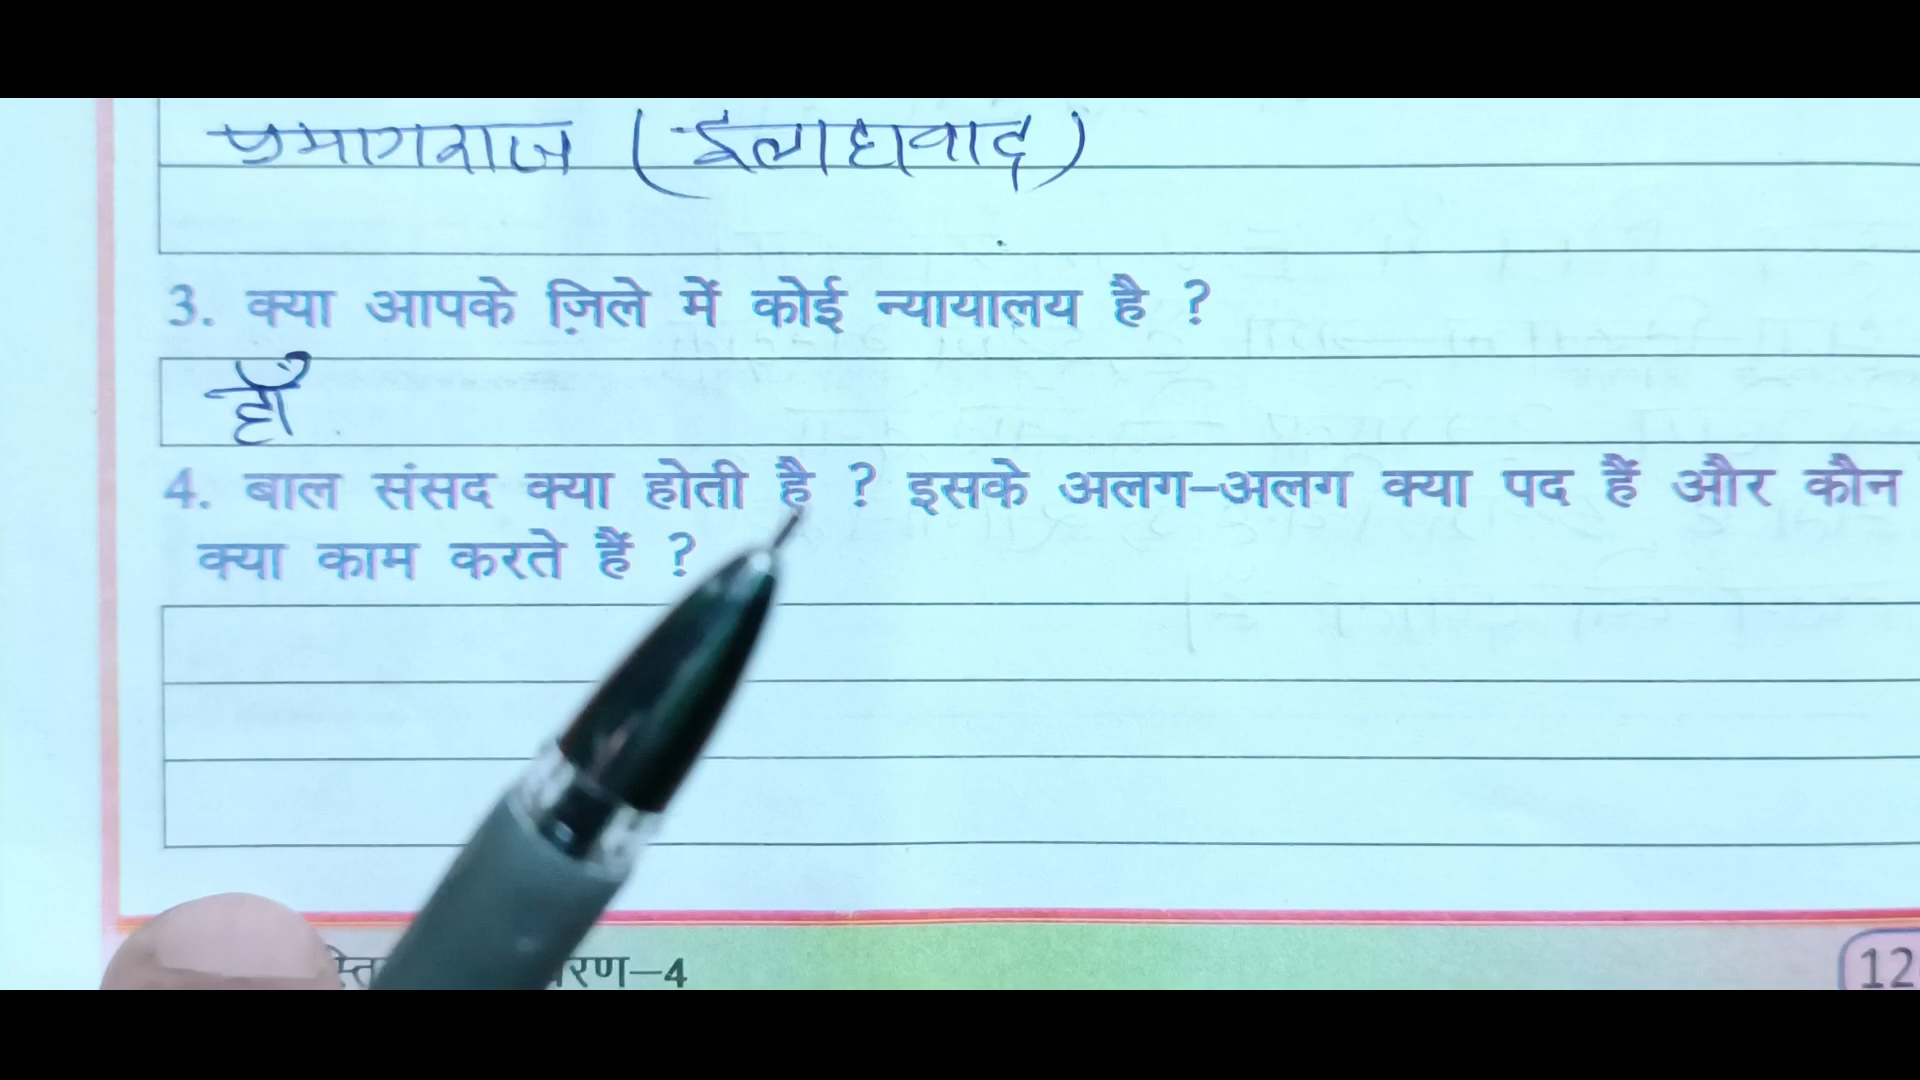 प्रयागराज (इलाहाबाद)
3. क्या आपके ज़िले में कोई न्यायालय है ?
हाँ
4. बाल संसद क्या होती है ? इसके अलग-अलग क्या पद हैं और कौन
क्या काम करते हैं ?
रण-4
12